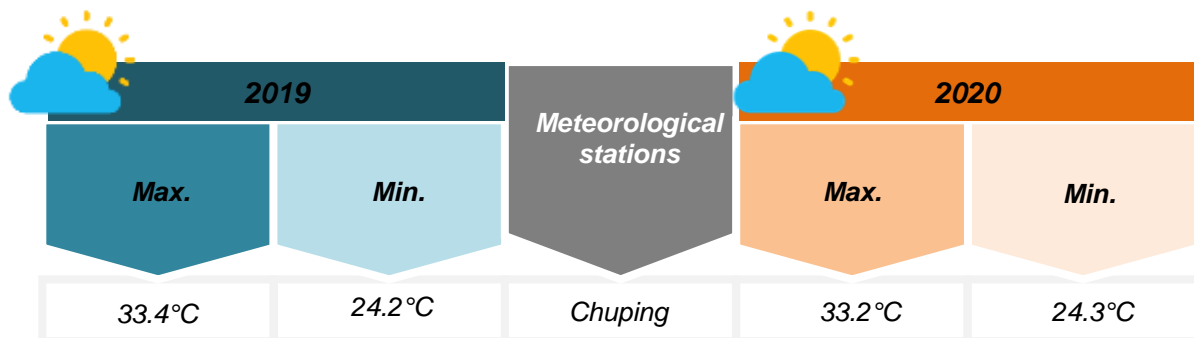 2019
Meteorological
stations
2020
Max.
Min.
Max.
Min.
33.4°C
24.2°C
Chuping
33.2°C
24.3°C